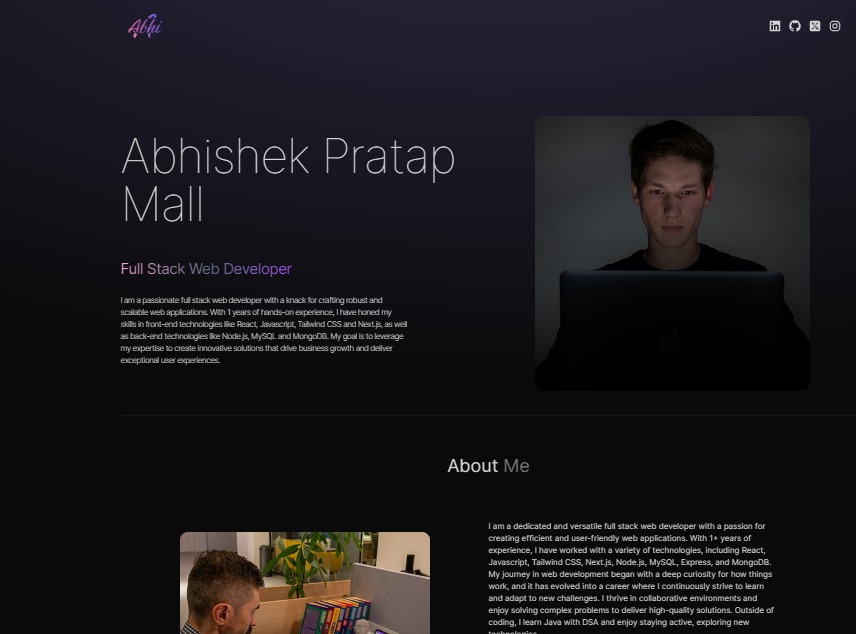 Abhi
Abhishek Pratap
Mall
Full Stack Web Developer
I am a passionate full stack web developer with a knack for crafting robust and
scalable web applications. With 1 years of hands-on experience, I have honed my
skills in front-end technologies like React, Javascript, Tailwind CSS and Next.js, as well
as back-end technologies like Node.js, MySQL and MongoDB. My goal is to leverage
my expertise to create innovative solutions that drive business growth and deliver
exceptional user experiences.
About Me
I am a dedicated and versatile full stack web developer with a passion for
creating efficient and user-friendly web applications. With 1+ years of
experience, I have worked with a variety of technologies, including React,
Javascript, Tailwind CSS, Next.js, Node.js, MySQL, Express, and MongoDB.
My journey in web development began with a deep curiosity for how things
work, and it has evolved into a career where I continuously strive to learn
and adapt to new challenges. I thrive in collaborative environments and
enjoy solving complex problems to deliver high-quality solutions. Outside of
coding, I learn Java with DSA and enjoy staying active, exploring new
technologies